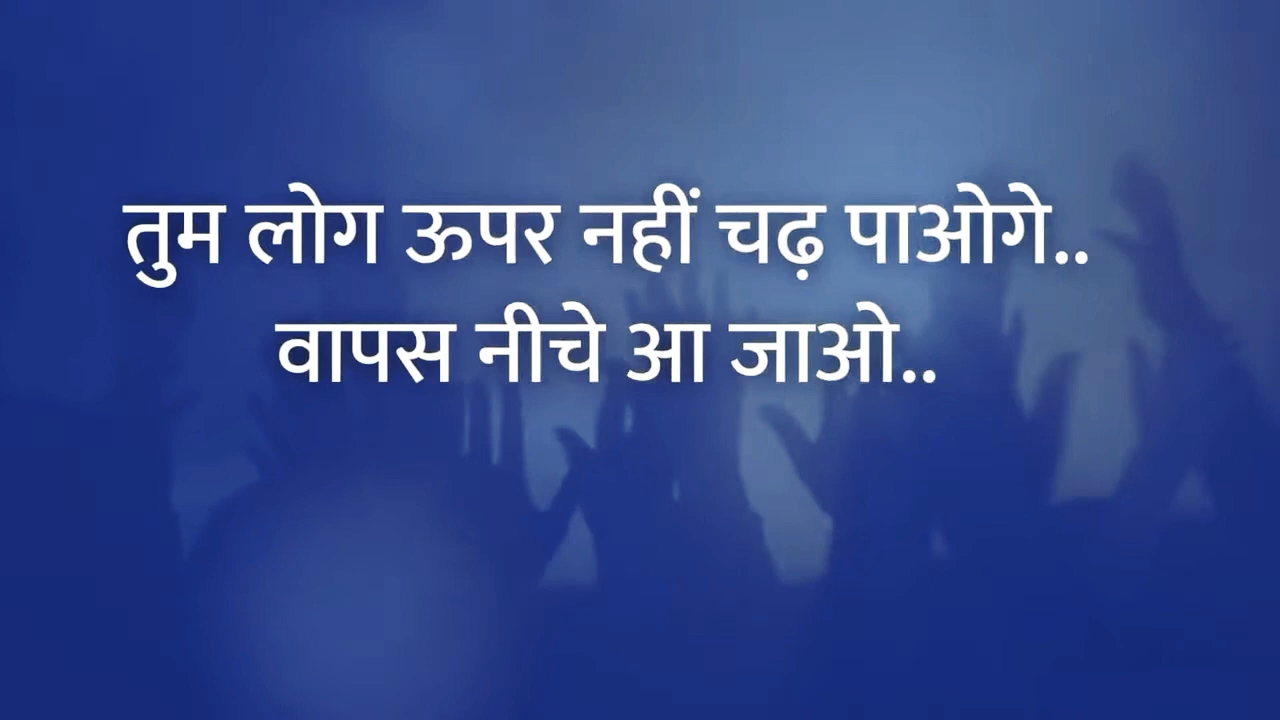 तुम लोग ऊपर नहीं चढ़ पाओगे..
वापस नीचे आ जाओ..